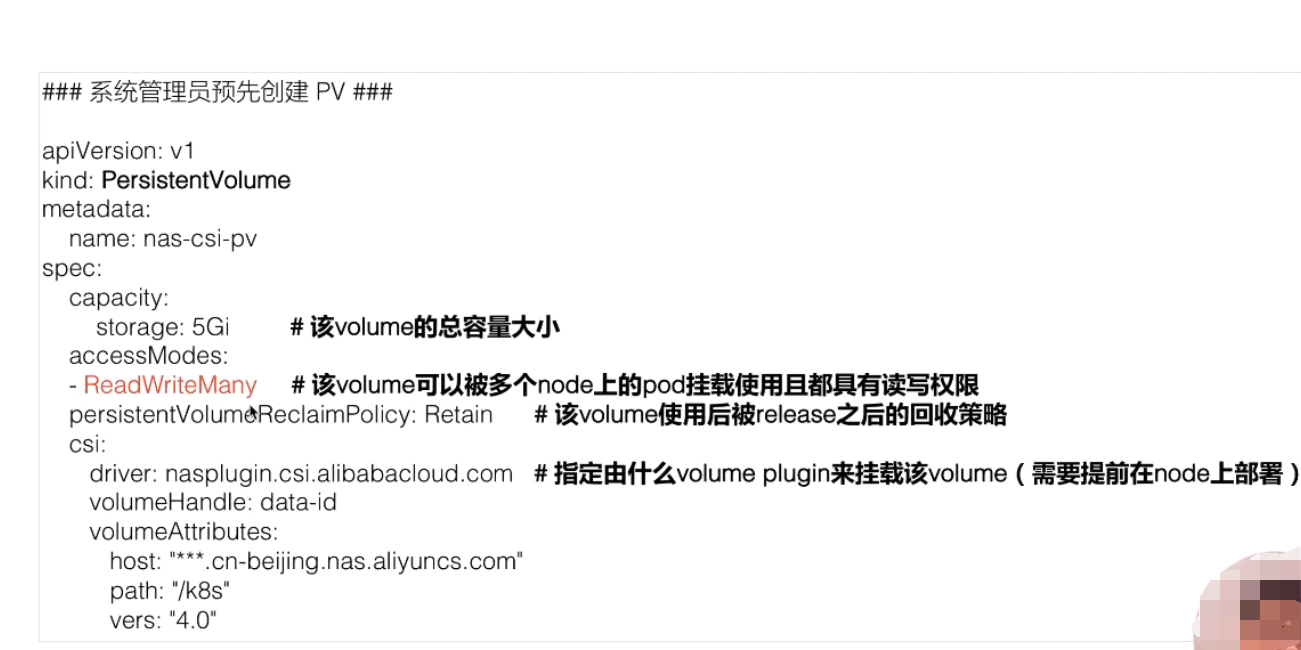 ### 系统管理员预先创建 PV ###
apiVersion: v1
kind: PersistentVolume
metadata:
name: nas-csi-pv
spec:
capacity:
storage: 5Gi # 该volume的总容量大小
accessModes:
- ReadWriteMany # 该volume可以被多个node上的pod挂载使用且都具有读写权限
persistentVolumeReclaimPolicy: Retain # 该volume使用后被release之后的回收策略
csi:
driver: nasplugin.csi.alibabacloud.com # 指定由什么volume plugin来挂载该volume（需要提前在node上部署）
volumeHandle: data-id
volumeAttributes:
host: "***.cn-beijing.nas.aliyuncs.com"
path: "/k8s"
vers: "4.0"